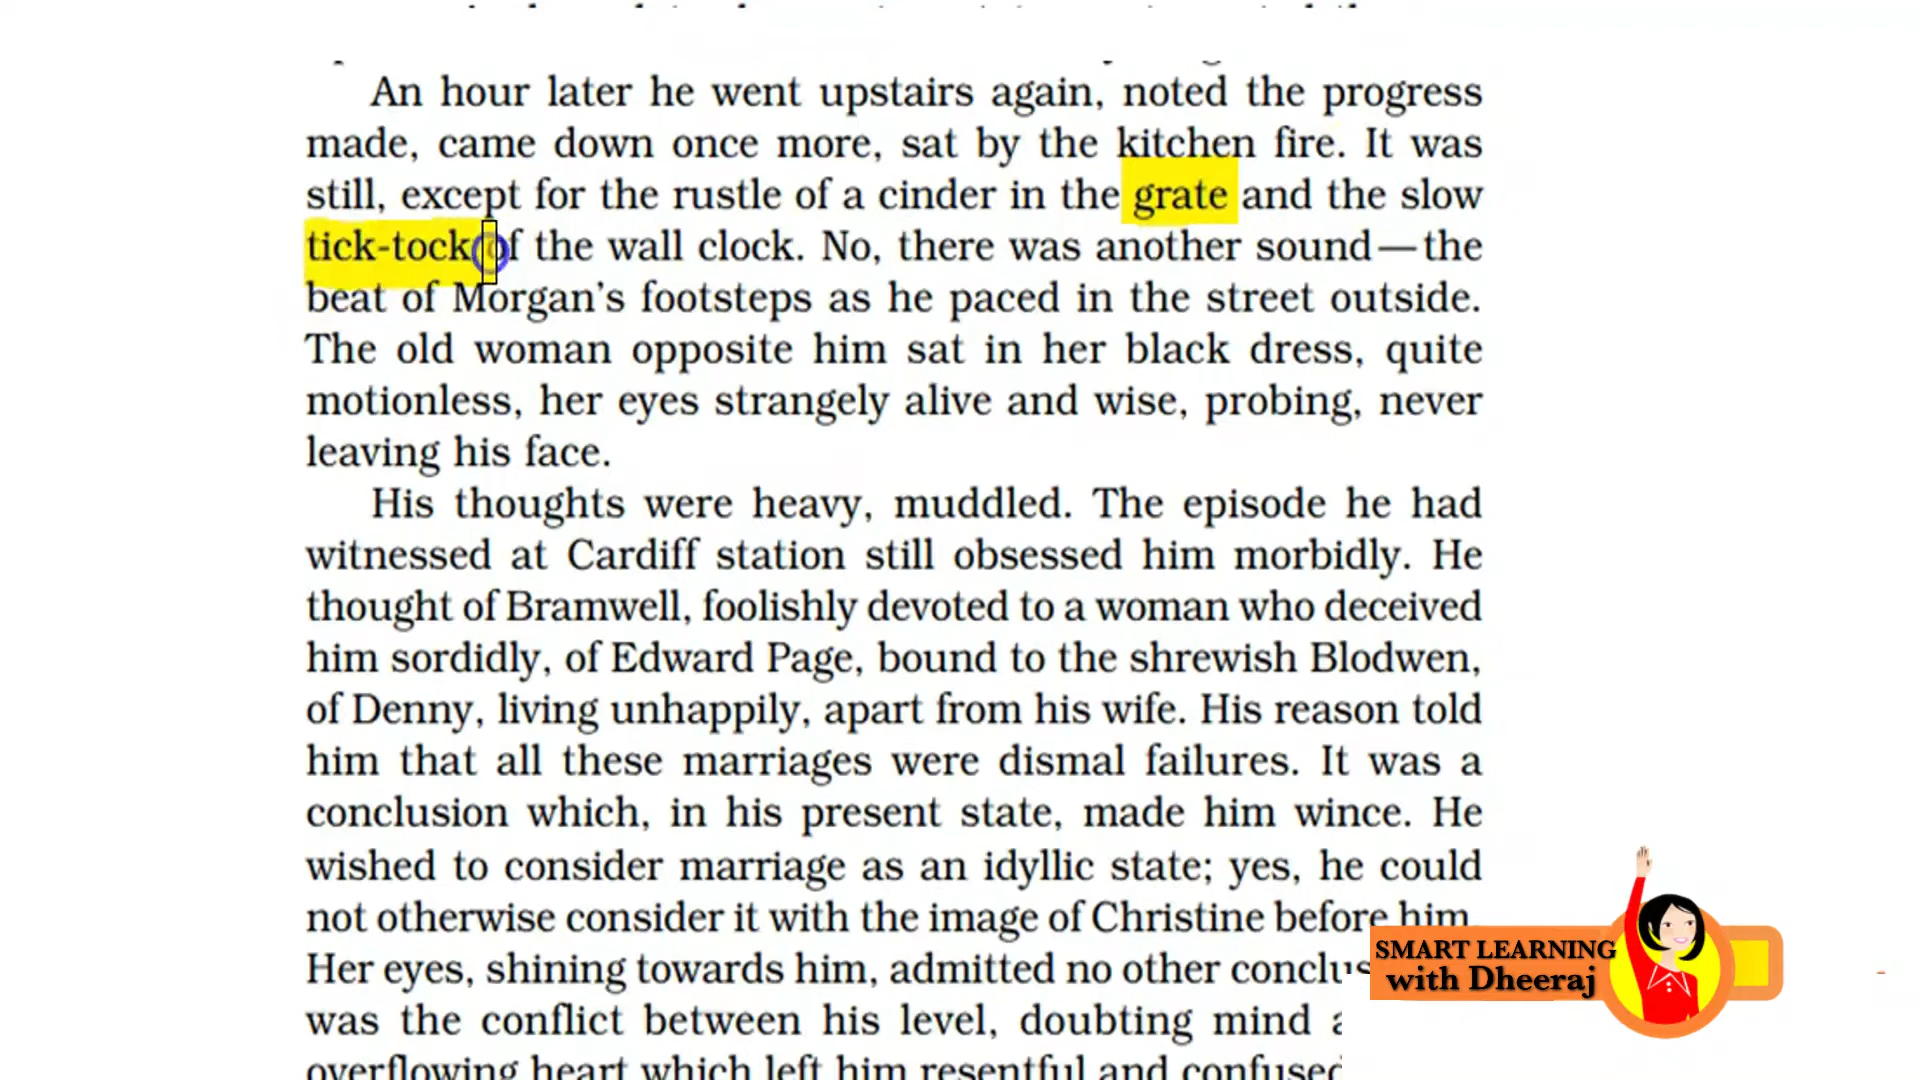 An hour later he went upstairs again, noted the progress
made, came down once more, sat by the kitchen fire. It was
still, except for the rustle of a cinder in the grate and the slow
tick-tock of the wall clock. No, there was another sound—the
beat of Morgan's footsteps as he paced in the street outside.
The old woman opposite him sat in her black dress, quite
motionless, her eyes strangely alive and wise, probing, never
leaving his face.
His thoughts were heavy, muddled. The episode he had
witnessed at Cardiff station still obsessed him morbidly. He
thought of Bramwell, foolishly devoted to a woman who deceived
him sordidly, of Edward Page, bound to the shrewish Blodwen,
of Denny, living unhappily, apart from his wife. His reason told
him that all these marriages were dismal failures. It was a
conclusion which, in his present state, made him wince. He
wished to consider marriage as an idyllic state; yes, he could
not otherwise consider it with the image of Christine before him.
Her eyes, shining towards him, admitted no other
was the conflict between his level, doubting mind
overflowing heart which left him resentful and
SMART LEARNING
with Dheeraj